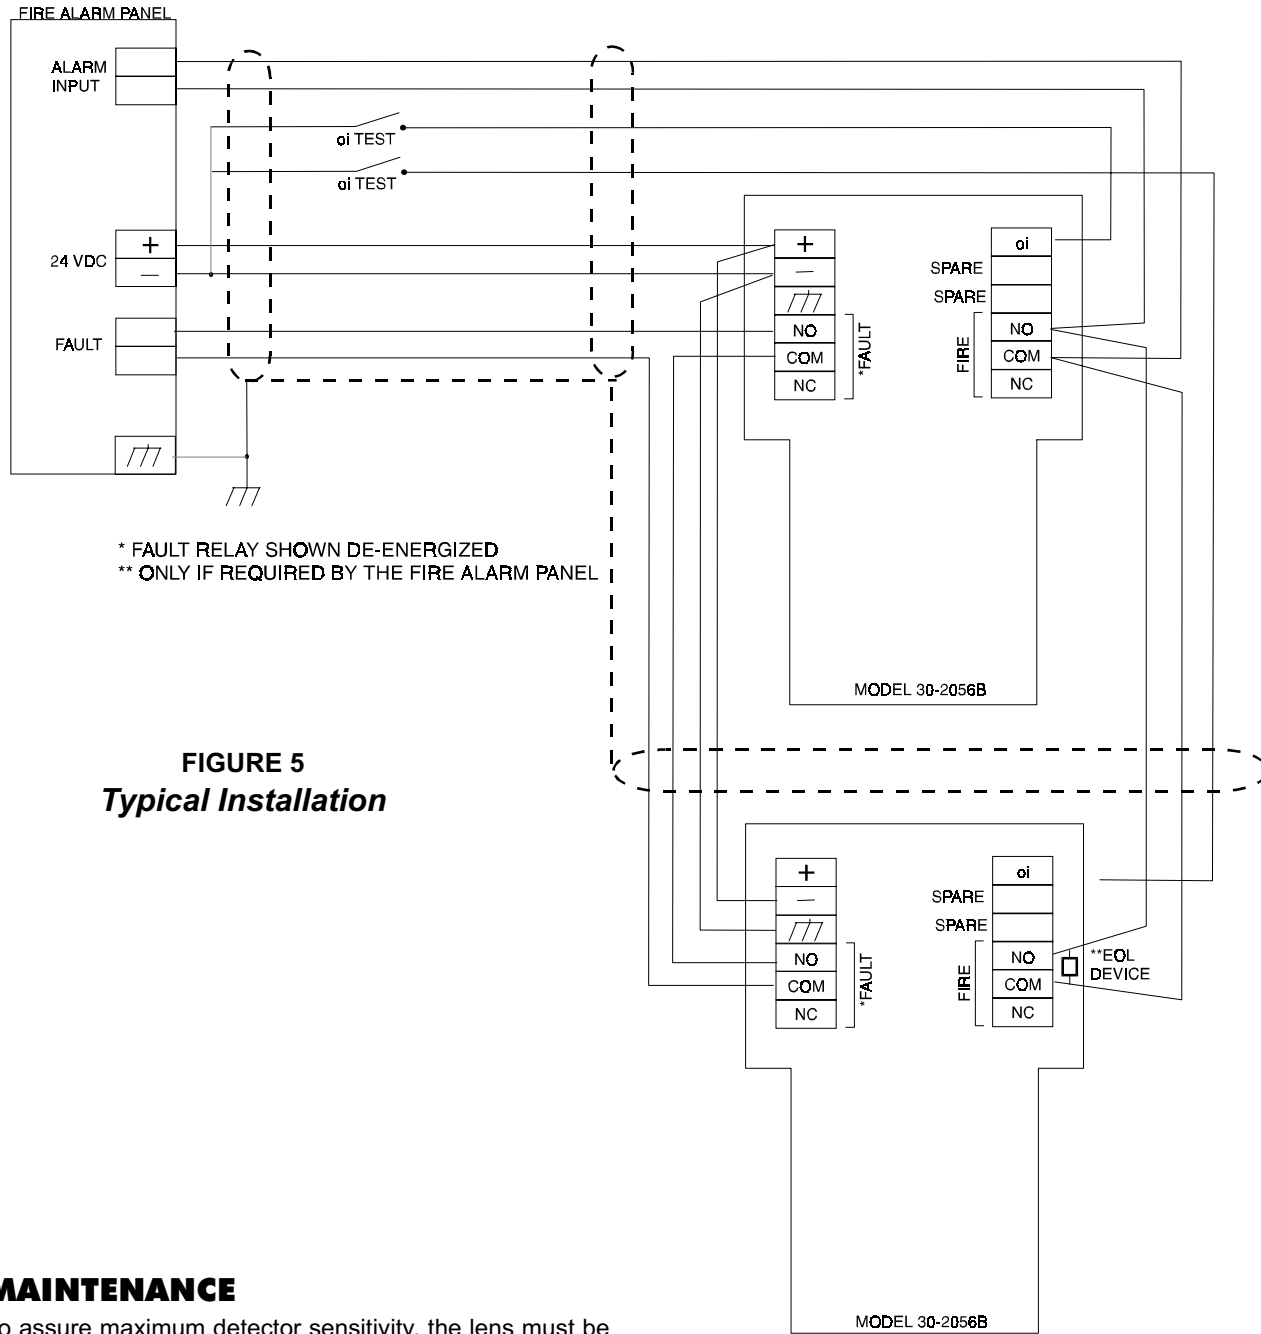 FIRE ALARM PANEL
ALARM
INPUT
oi TEST
oi TEST
24 VDC
+
—
FAULT
+
—
NO
COM
NC
*FAULT
oi
SPARE
SPARE
NO
COM
NC
FIRE
* FAULT RELAY SHOWN DE-ENERGIZED
** ONLY IF REQUIRED BY THE FIRE ALARM PANEL
MODEL 30-2056B
FIGURE 5
Typical Installation
+
—
NO
COM
NC
*FAULT
oi
SPARE
SPARE
NO
COM
NC
FIRE
**EOL
DEVICE
MODEL 30-2056B
MAINTENANCE
o assure maximum detector sensitivity, the lens must be